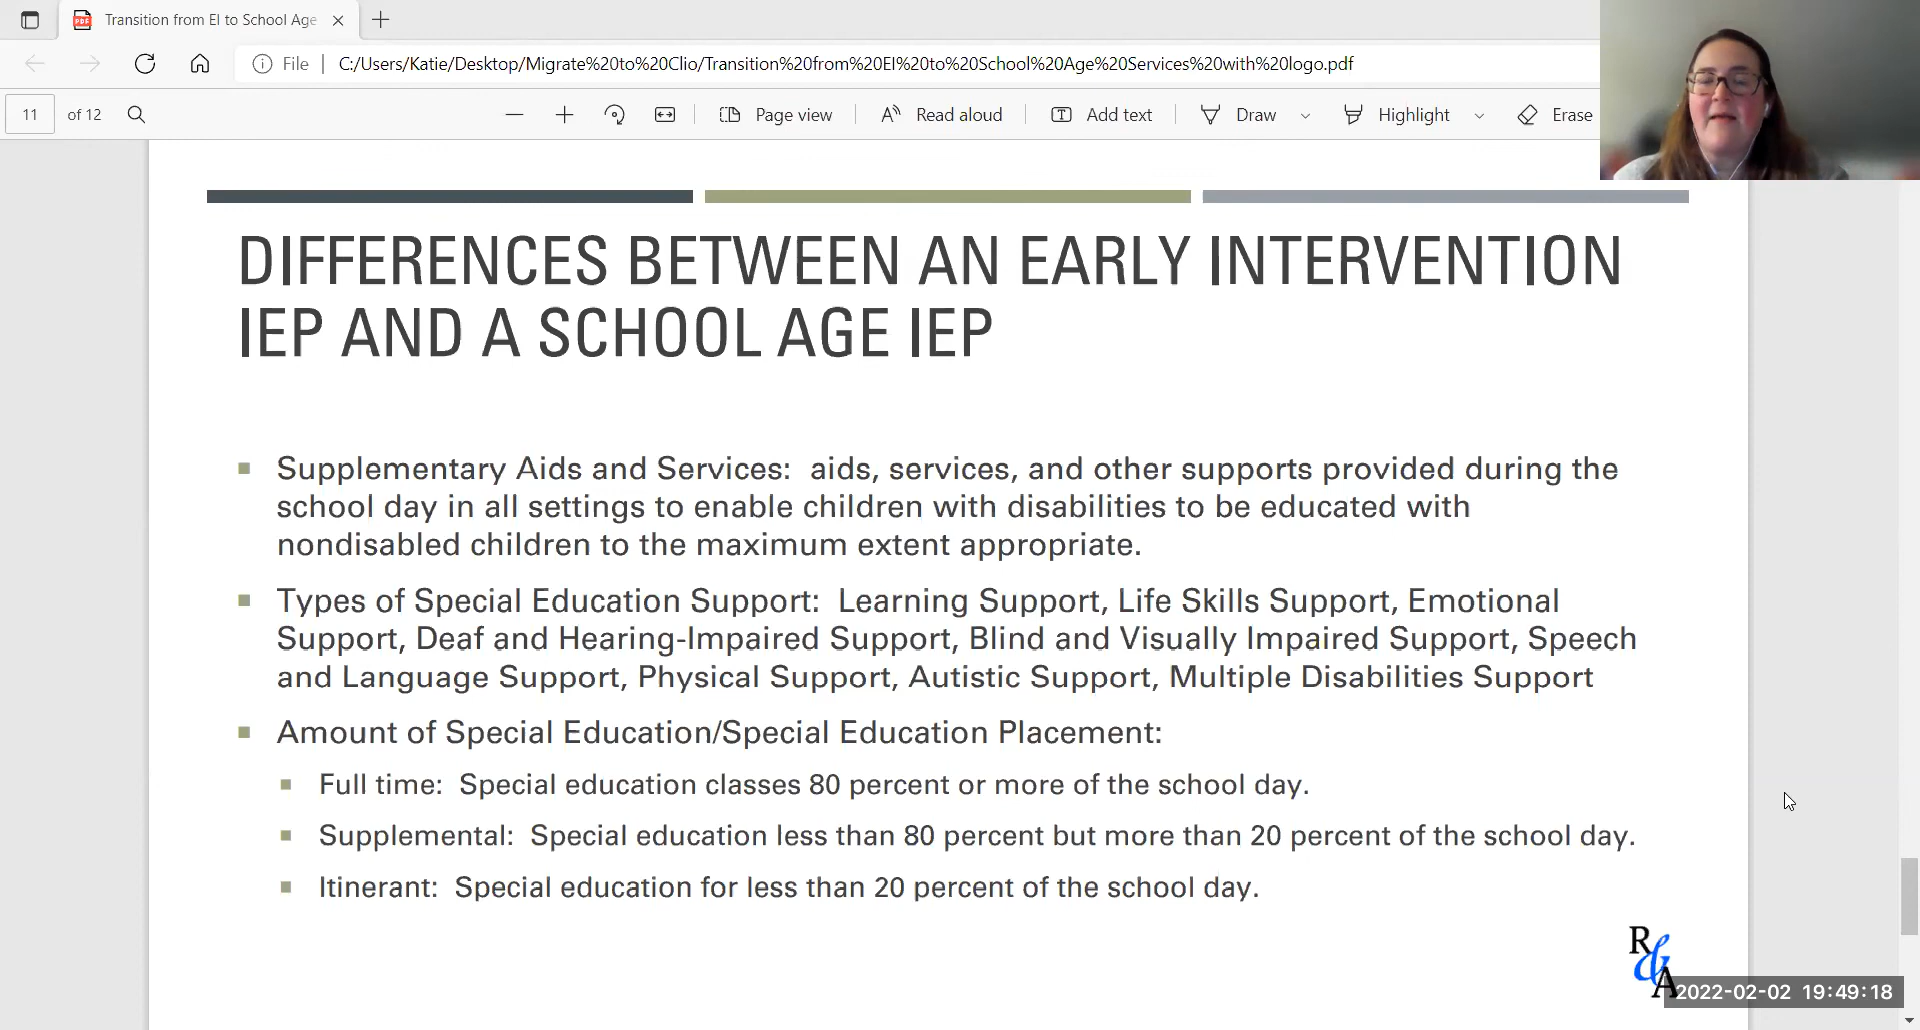 Transition from EI to School Age
File
C:/Users/Katie/Desktop/Migrate%20to%20Clio/Transition%20from%20EI%20to%20School%20Age%20Services%20with%20logo.pdf
11 of 12
Page view
Read aloud
Add text
Draw
Highlight
Erase
DIFFERENCES BETWEEN AN EARLY INTERVENTION
IEP AND A SCHOOL AGE IEP
Supplementary Aids and Services: aids, services, and other supports provided during the
school day in all settings to enable children with disabilities to be educated with
nondisabled children to the maximum extent appropriate.
Types of Special Education Support: Learning Support, Life Skills Support, Emotional
Support, Deaf and Hearing-Impaired Support, Blind and Visually Impaired Support, Speech
and Language Support, Physical Support, Autistic Support, Multiple Disabilities Support
Amount of Special Education/Special Education Placement:
Full time: Special education classes 80 percent or more of the school day.
Supplemental: Special education less than 80 percent but more than 20 percent of the school day.
Itinerant: Special education for less than 20 percent of the school day.
R&A
2022-02-02 19:49:18